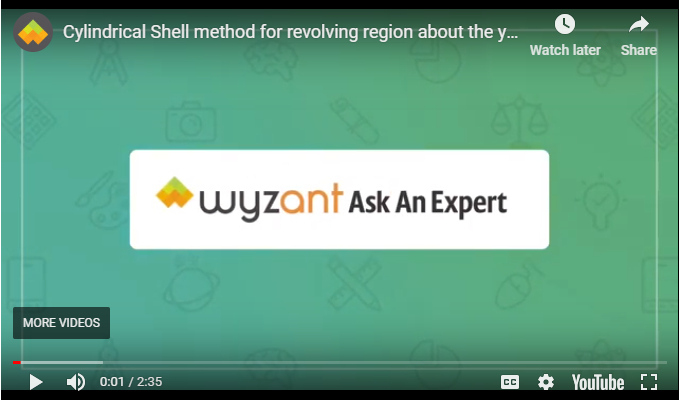 Cylindrical Shell method for revolving region about the y...
Watch later
Share
wyzant Ask An Expert
MORE VIDEOS
0:01 / 2:35
CC
YouTube